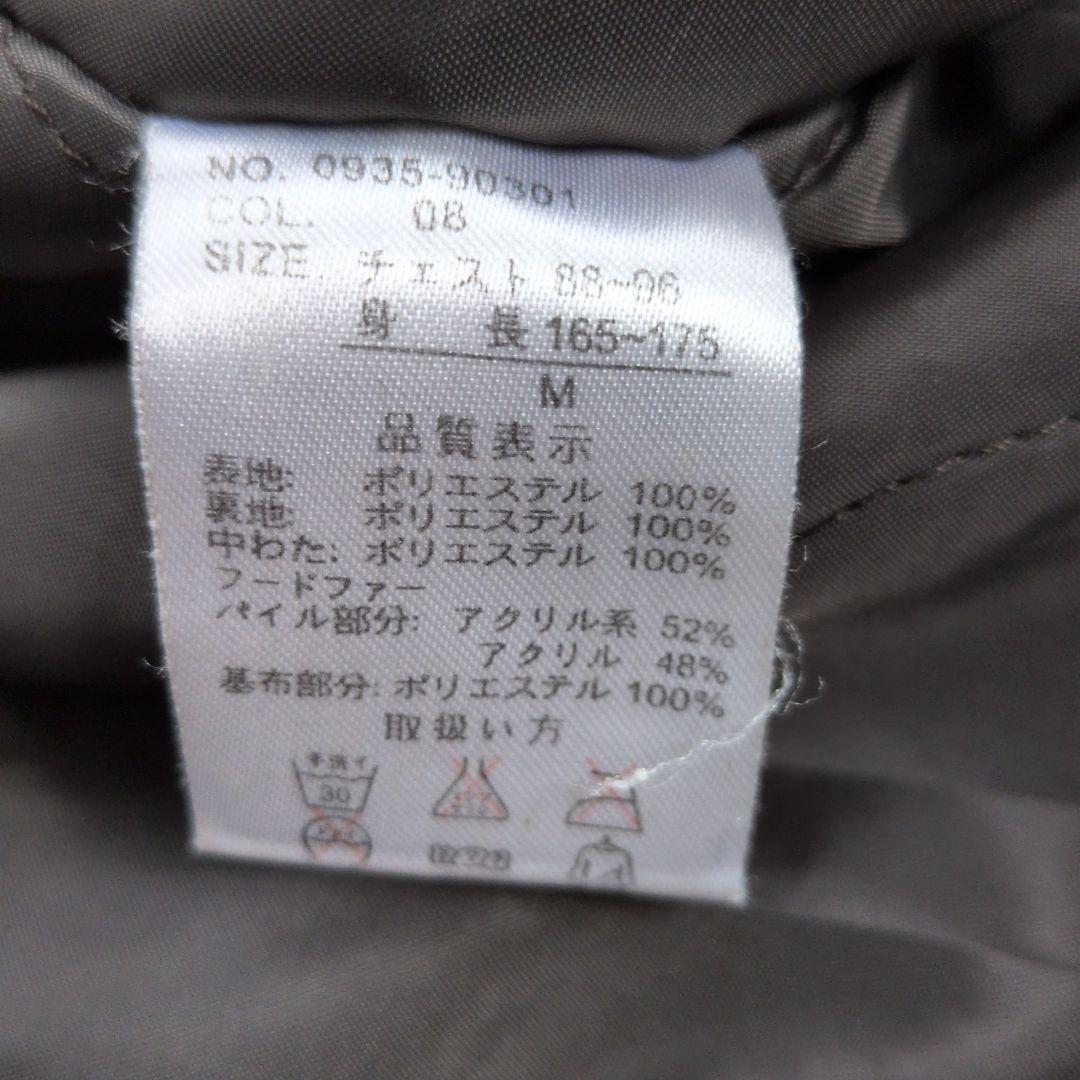 NO. 0935-90301
COL. 08
SIZE チェスト 88~96
身 長 165~175
M
品質表示
表地: ポリエステル 100%
裏地: ポリエステル 100%
中わた: ポリエステル 100%
フードファー
パイル部分: アクリル系 52%
アクリル 48%
基布部分: ポリエステル 100%
取扱い方
手洗イ
30